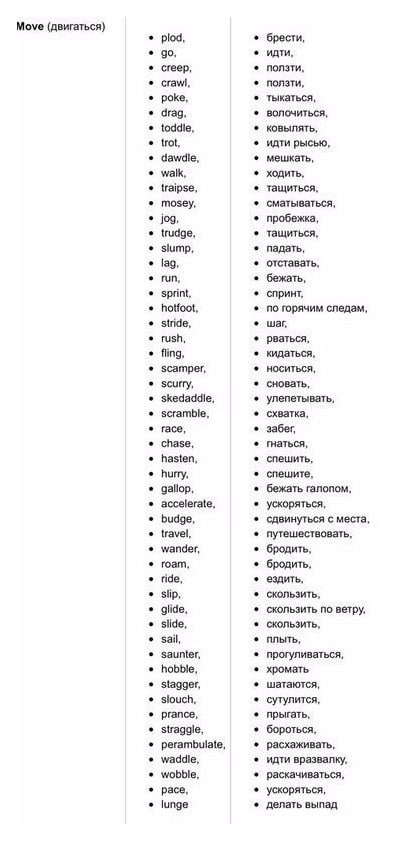 Move (двигаться)
• plod, • брести,
• go, • идти,
• creep, • ползти,
• crawl, • ползти,
• poke, • тыкаться,
• drag, • волочиться,
• toddle, • ковылять,
• trot, • идти рысью,
• dawdle, • мешкать,
• walk, • ходить,
• traipse, • тащиться,
• mosey, • сматываться,
• jog, • пробежка,
• trudge, • тащиться,
• slump, • падать,
• lag, • отставать,
• run, • бежать,
• sprint, • спринт,
• hotfoot, • по горячим следам,
• stride, • шаг,
• rush, • рваться,
• fling, • кидаться,
• scamper, • носиться,
• scurry, • сновать,
• skedaddle, • улепетывать,
• scramble, • схватка,
• race, • забег,
• chase, • гнаться,
• hasten, • спешить,
• hurry, • спешите,
• gallop, • бежать галопом,
• accelerate, • ускоряться,
• budge, • сдвинуться с места,
• travel, • путешествовать,
• wander, • бродить,
• roam, • бродить,
• ride, • ездить,
• slip, • скользить,
• glide, • скользить по ветру,
• slide, • скользить,
• sail, • плыть,
• saunter, • прогуливаться,
• hobble, • хромать
• stagger, • шатаются,
• slouch, • сутулится,
• prance, • прыгать,
• straggle, • бороться,
• perambulate, • расхаживать,
• waddle, • идти вразвалку,
• wobble, • раскачиваться,
• pace, • ускоряться,
• lunge • делать выпад